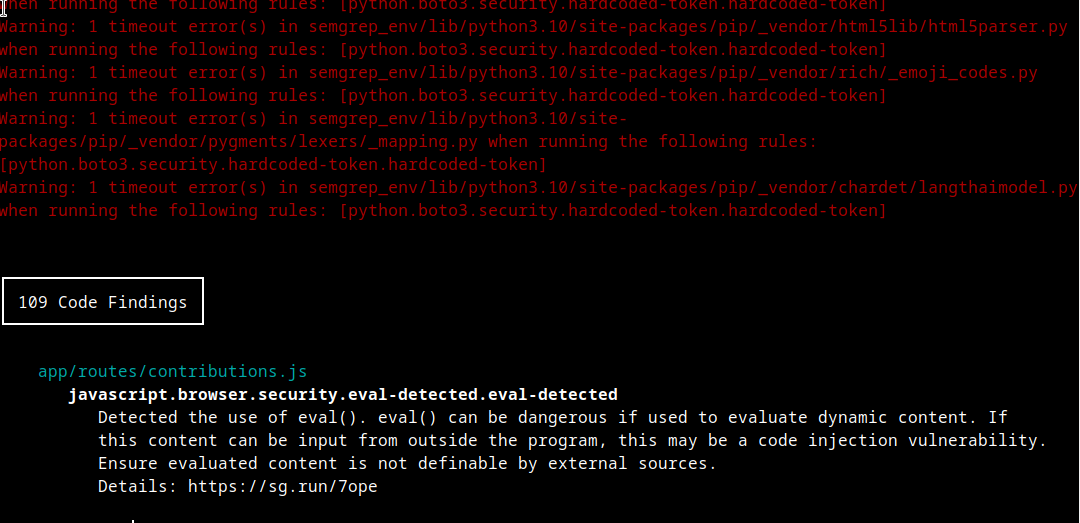 when running the following rules: [python.boto3.security.hardcoded-token.hardcoded-token]
Warning: 1 timeout error(s) in semgrep_env/lib/python3.10/site-packages/pip/_vendor/html5lib/html5parser.py
when running the following rules: [python.boto3.security.hardcoded-token.hardcoded-token]
Warning: 1 timeout error(s) in semgrep_env/lib/python3.10/site-packages/pip/_vendor/rich/_emoji_codes.py
when running the following rules: [python.boto3.security.hardcoded-token.hardcoded-token]
Warning: 1 timeout error(s) in semgrep_env/lib/python3.10/site-
packages/pip/_vendor/pygments/lexers/_mapping.py when running the following rules:
[python.boto3.security.hardcoded-token.hardcoded-token]
Warning: 1 timeout error(s) in semgrep_env/lib/python3.10/site-packages/pip/_vendor/chardet/langthaimodel.py
when running the following rules: [python.boto3.security.hardcoded-token.hardcoded-token]
109 Code Findings
app/routes/contributions.js
javascript.browser.security.eval-detected.eval-detected
Detected the use of eval(). eval() can be dangerous if used to evaluate dynamic content. If
this content can be input from outside the program, this may be a code injection vulnerability.
Ensure evaluated content is not definable by external sources.
Details: https://sg.run/7ope